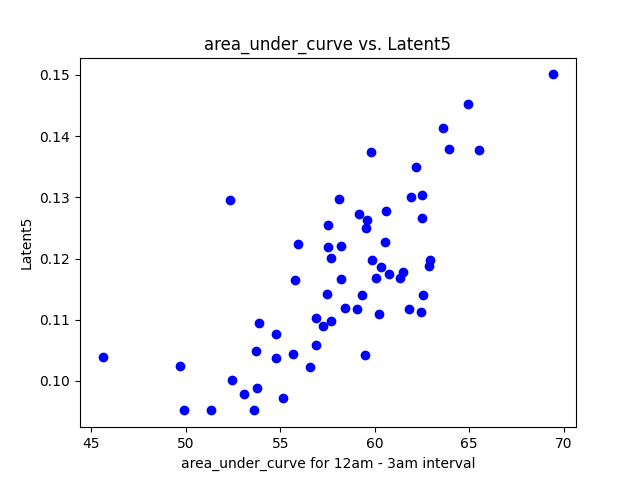 area_under_curve vs. Latent5
0.15
0.14
0.13
0.12
0.11
0.10
Latent5
45 50 55 60 65 70
area_under_curve for 12am - 3am interval